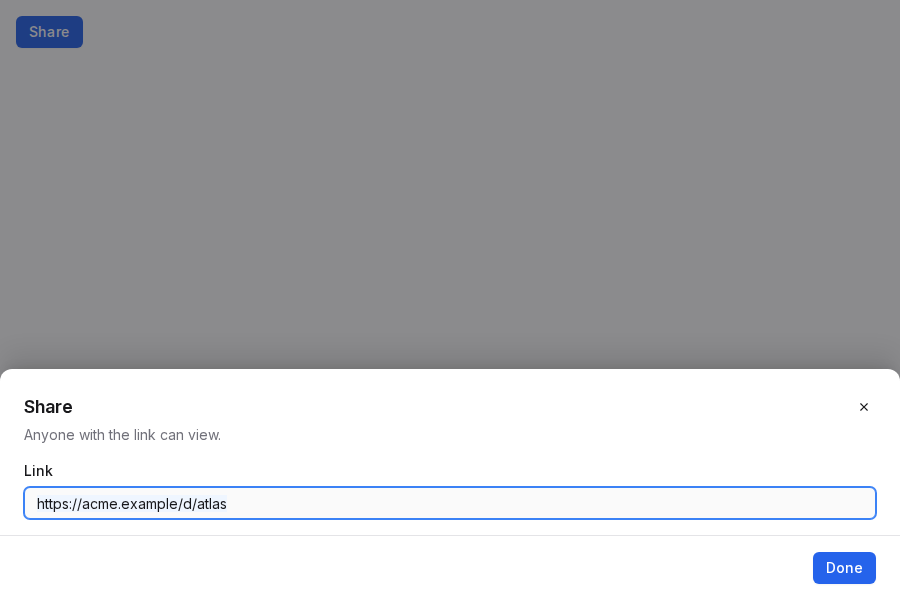 Share
Share
Anyone with the link can view.
Link
https://acme.example/d/atlas
Done